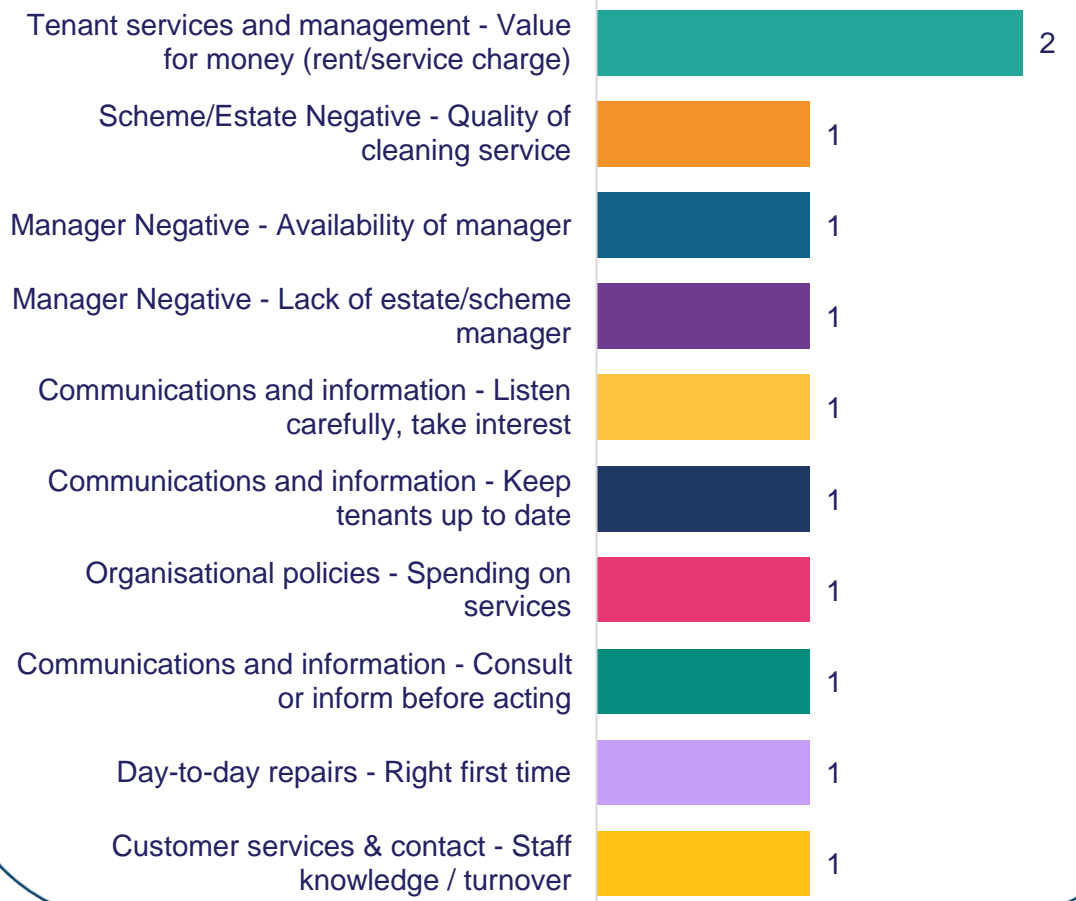 Tenant services and management - Value
for money (rent/service charge)
2
Scheme/Estate Negative - Quality of
cleaning service
1
Manager Negative - Availability of manager
1
Manager Negative - Lack of estate/scheme
manager
1
Communications and information - Listen
carefully, take interest
1
Communications and information - Keep
tenants up to date
1
Organisational policies - Spending on
services
1
Communications and information - Consult
or inform before acting
1
Day-to-day repairs - Right first time
1
Customer services & contact - Staff
knowledge / turnover
1